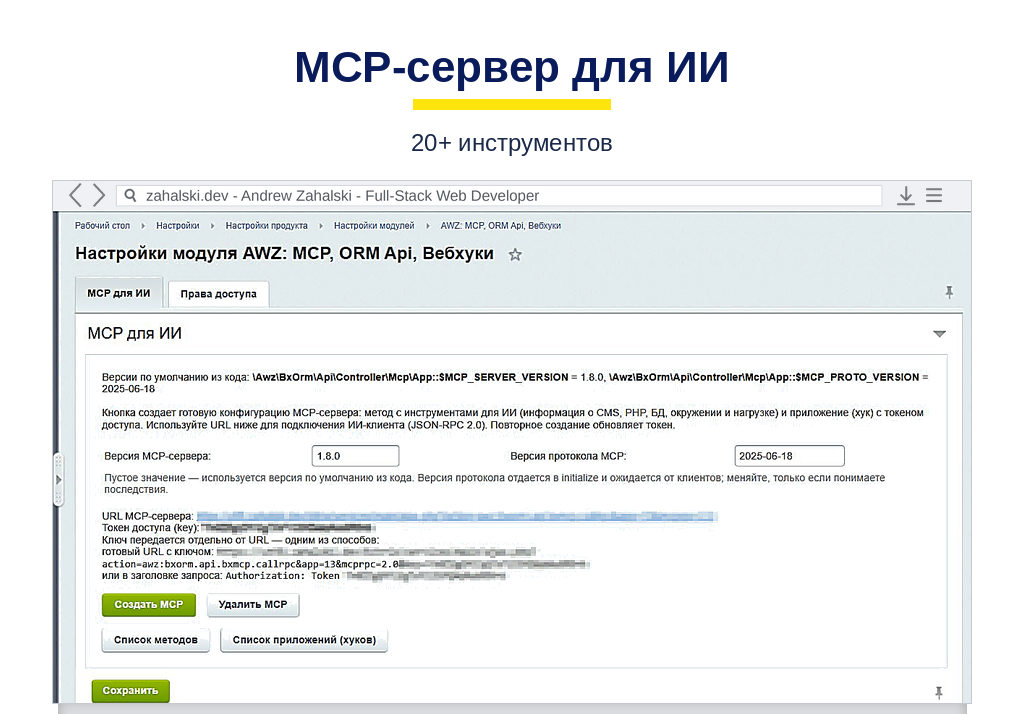 МСР-сервер для ИИ
20+ инструментов
zahalski.dev - Andrew Zahalski - Full-Stack Web Developer
Рабочий стол Настройки Настройки продукта Настройки модулей AWZ: MCP, ORM Api, Вебхуки
Настройки модуля AWZ: MCP, ORM Api, Вебхуки
МСР для ИИ Права доступа
МСР для ИИ
Версии по умолчанию из кода: \Awz\BxOrm\Api\Controller\Mcp\App::$MCP_SERVER_VERSION = 1.8.0, \Awz\BxOrm\Api\Controller\Mcp\App::$MCP_PROTO_VERSION =
2025-06-18
Кнопка создает готовую конфигурацию MCP-сервера: метод с инструментами для ИИ (информация о CMS, PHP, БД, окружении и нагрузке) и приложение (хук) с токеном
доступа. Используйте URL ниже для подключения ИИ-клиента (JSON-RPC 2.0). Повторное создание обновляет токен.
Версия MCP-сервера: 1.8.0 Версия протокола MCP: 2025-06-18
Пустое значение — используется версия по умолчанию из кода. Версия протокола отдается в initialize и ожидается от клиентов; меняйте, только если понимаете
последствия.
URL MCP-сервера:
Токен доступа (key):
Ключ передается отдельно от URL — одним из способов:
готовый URL с ключом:
action=awz:bxorm.api.bxmcp.callrpc&app=13&mcprpc=2.0
или в заголовке запроса: Authorization: Token
Создать MCP Удалить MCP
Список методов Список приложений (хуков)
Сохранить